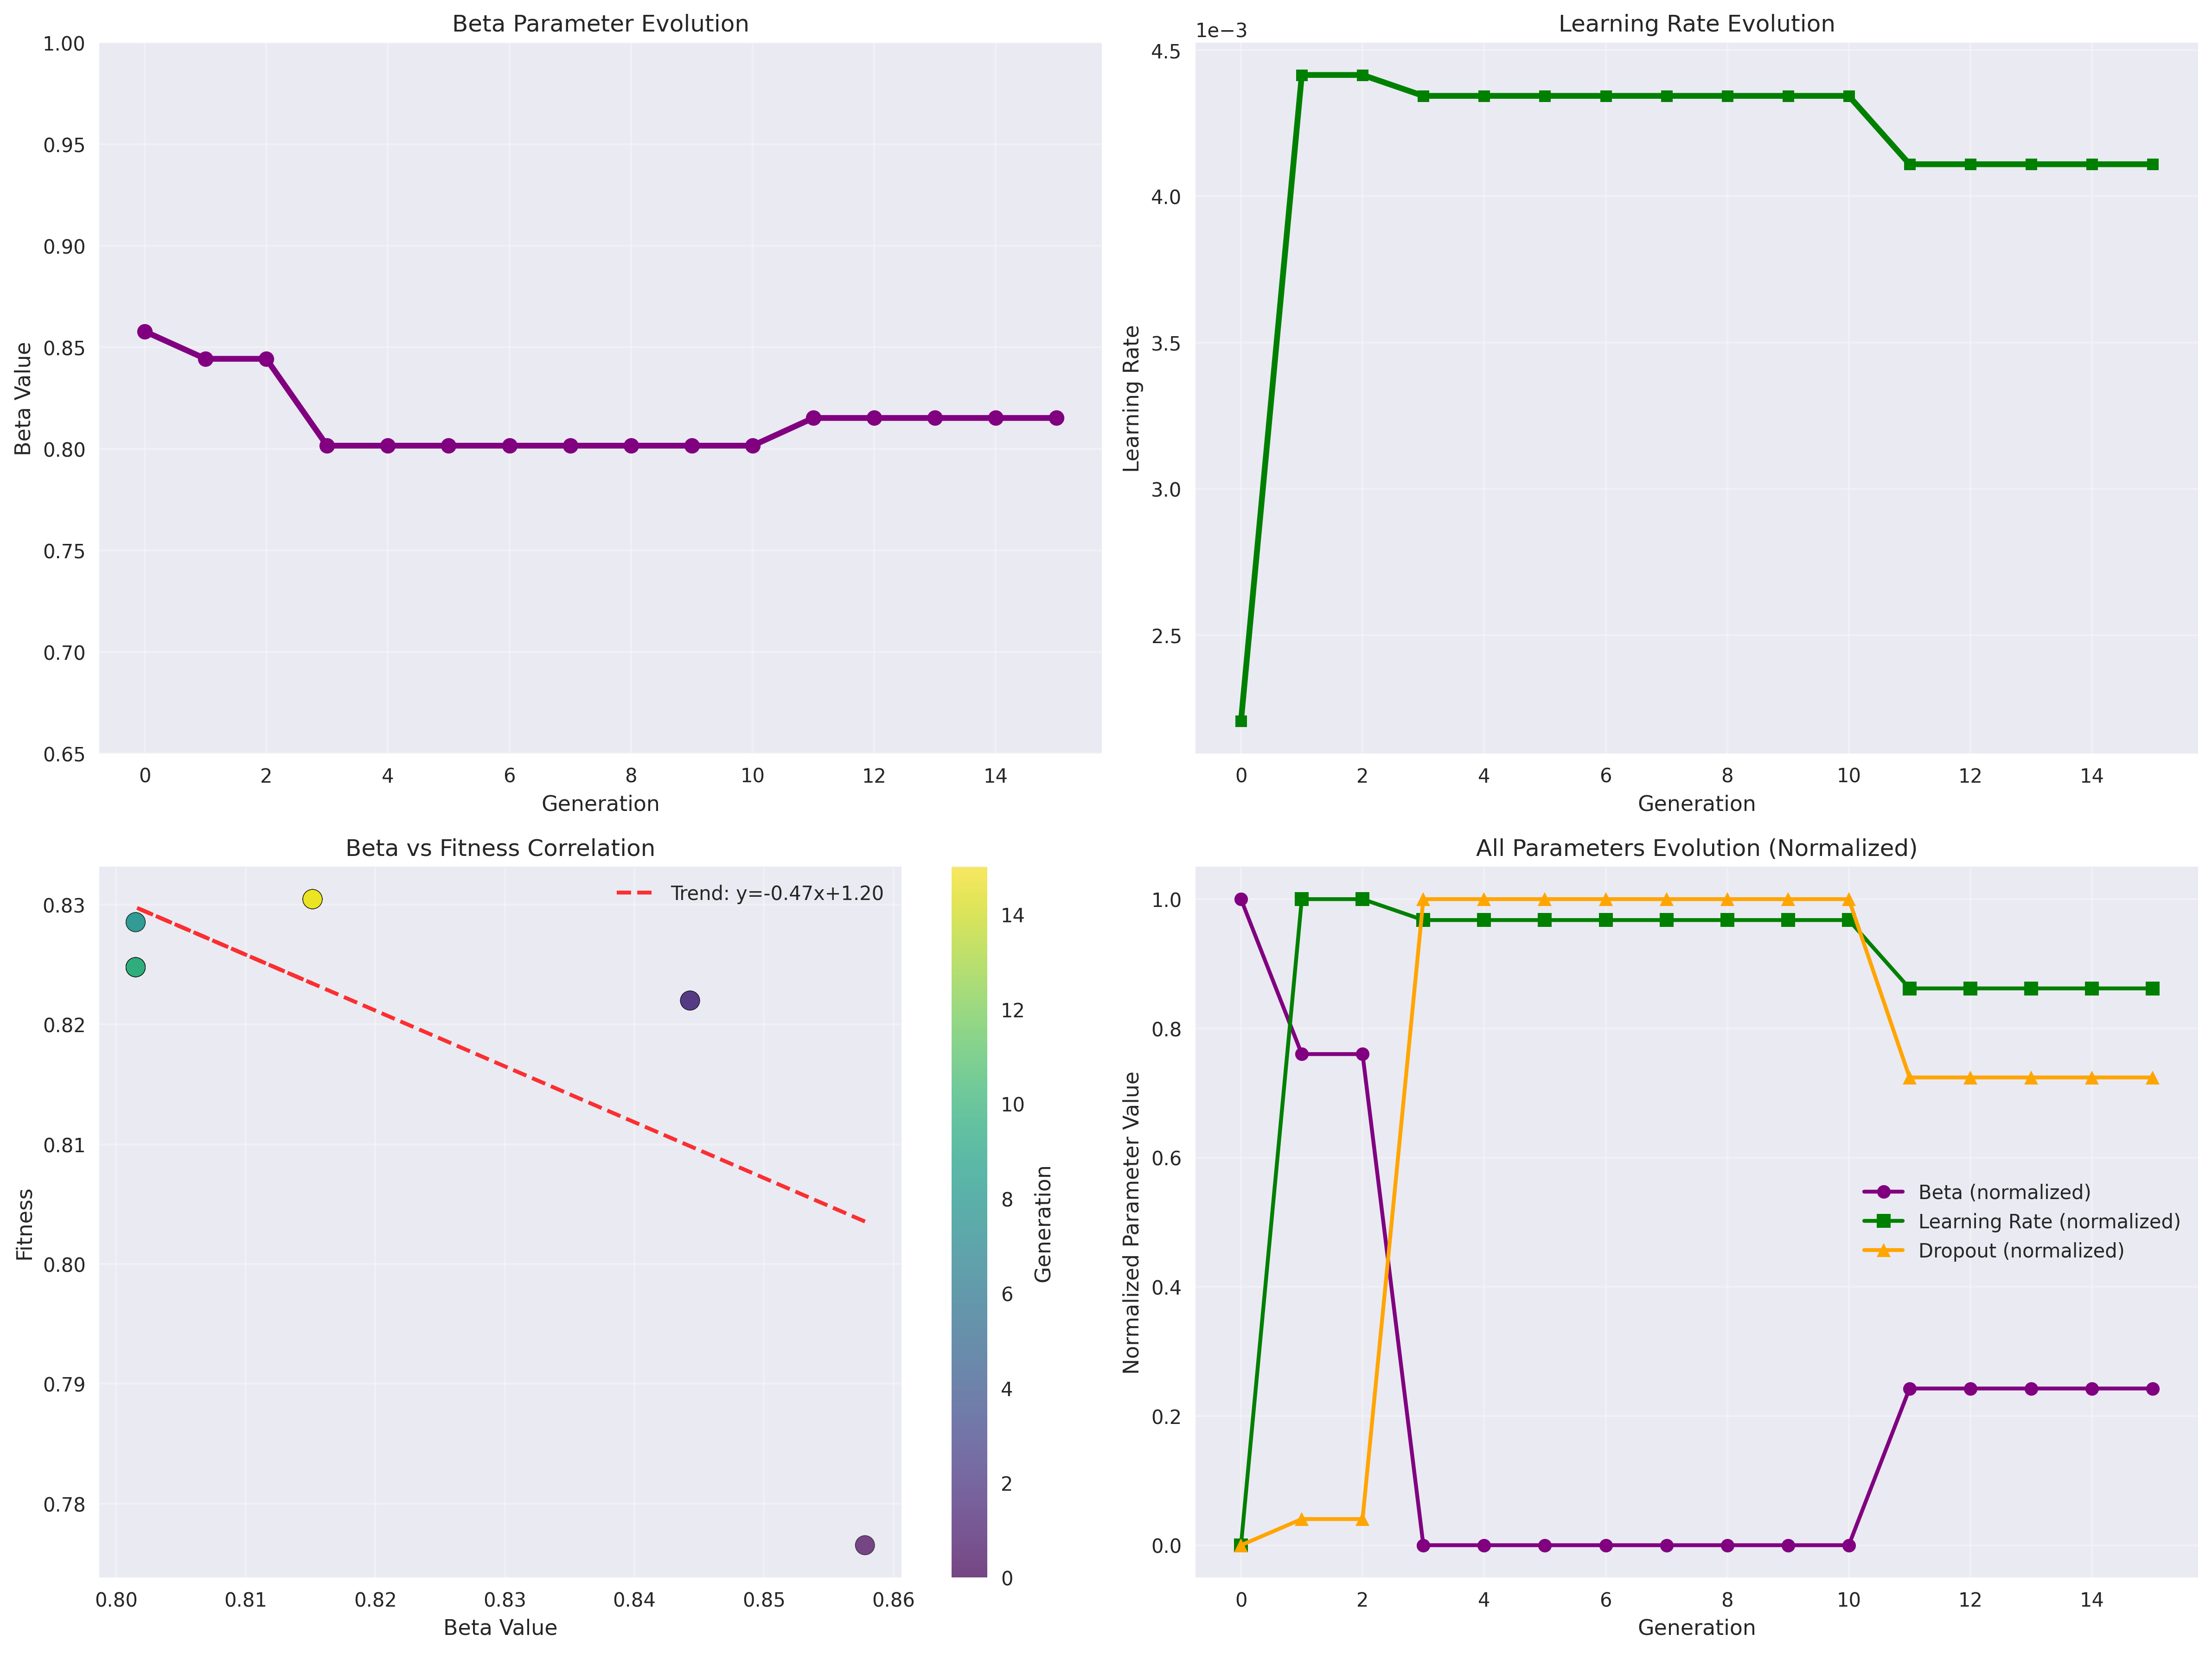 Beta Parameter Evolution
1.00
0.95
0.90
0.85
0.80
0.75
0.70
0.65
Beta Value
0 2 4 6 8 10 12 14
Generation
Learning Rate Evolution
1e−3
4.5
4.0
3.5
3.0
2.5
Learning Rate
0 2 4 6 8 10 12 14
Generation
Beta vs Fitness Correlation
Trend: y=-0.47x+1.20
0.83
0.82
0.81
0.80
0.79
0.78
Fitness
0.80 0.81 0.82 0.83 0.84 0.85 0.86
Beta Value
14
12
10
8
6
4
2
0
Generation
All Parameters Evolution (Normalized)
1.0
0.8
0.6
0.4
0.2
0.0
Normalized Parameter Value
Beta (normalized)
Learning Rate (normalized)
Dropout (normalized)
0 2 4 6 8 10 12 14
Generation